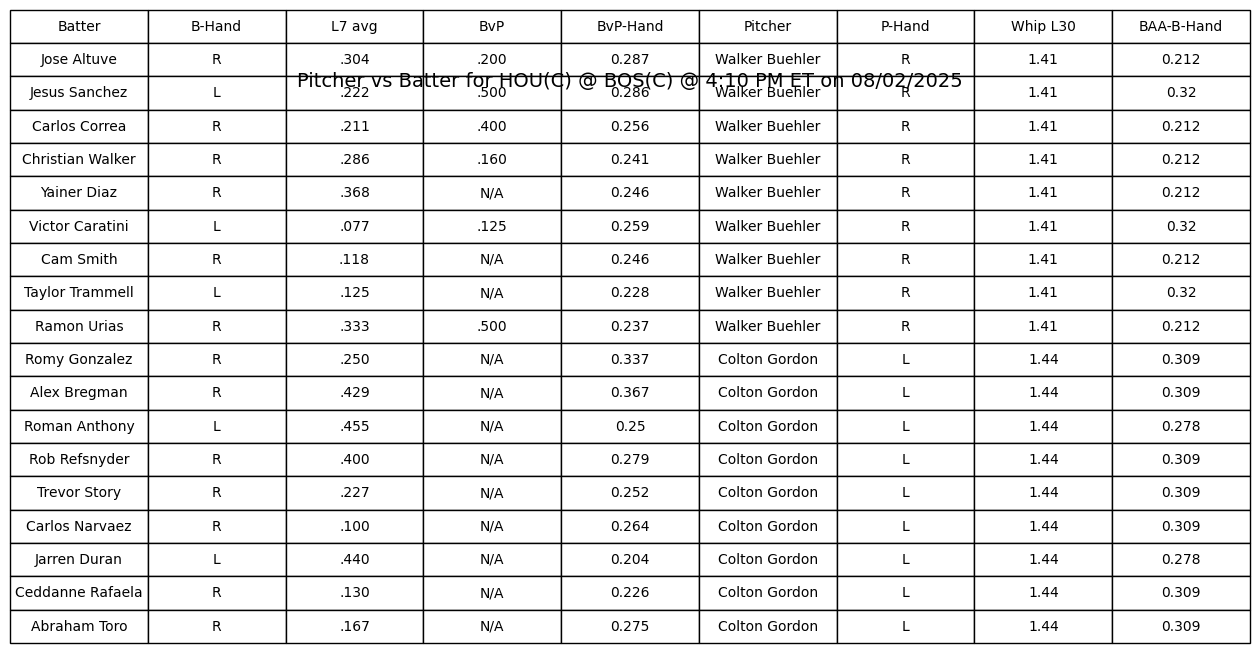 Batter B-Hand L7 avg BvP BvP-Hand Pitcher P-Hand Whip L30 BAA-B-Hand
Jose Altuve R .304 .200 0.287 Walker Buehler R 1.41 0.212
Pitcher vs Batter for HOU(C) @ BOS(C) @ 4:10 PM ET on 08/02/2025
Jesus Sanchez L .222 .500 0.286 Walker Buehler R 1.41 0.32
Carlos Correa R .211 .400 0.256 Walker Buehler R 1.41 0.212
Christian Walker R .286 .160 0.241 Walker Buehler R 1.41 0.212
Yainer Diaz R .368 N/A 0.246 Walker Buehler R 1.41 0.212
Victor Caratini L .077 .125 0.259 Walker Buehler R 1.41 0.32
Cam Smith R .118 N/A 0.246 Walker Buehler R 1.41 0.212
Taylor Trammell L .125 N/A 0.228 Walker Buehler R 1.41 0.32
Ramon Urias R .333 .500 0.237 Walker Buehler R 1.41 0.212
Romy Gonzalez R .250 N/A 0.337 Colton Gordon L 1.44 0.309
Alex Bregman R .429 N/A 0.367 Colton Gordon L 1.44 0.309
Roman Anthony L .455 N/A 0.25 Colton Gordon L 1.44 0.278
Rob Refsnyder R .400 N/A 0.279 Colton Gordon L 1.44 0.309
Trevor Story R .227 N/A 0.252 Colton Gordon L 1.44 0.309
Carlos Narvaez R .100 N/A 0.264 Colton Gordon L 1.44 0.309
Jarren Duran L .440 N/A 0.204 Colton Gordon L 1.44 0.278
Ceddanne Rafaela R .130 N/A 0.226 Colton Gordon L 1.44 0.309
Abraham Toro R .167 N/A 0.275 Colton Gordon L 1.44 0.309